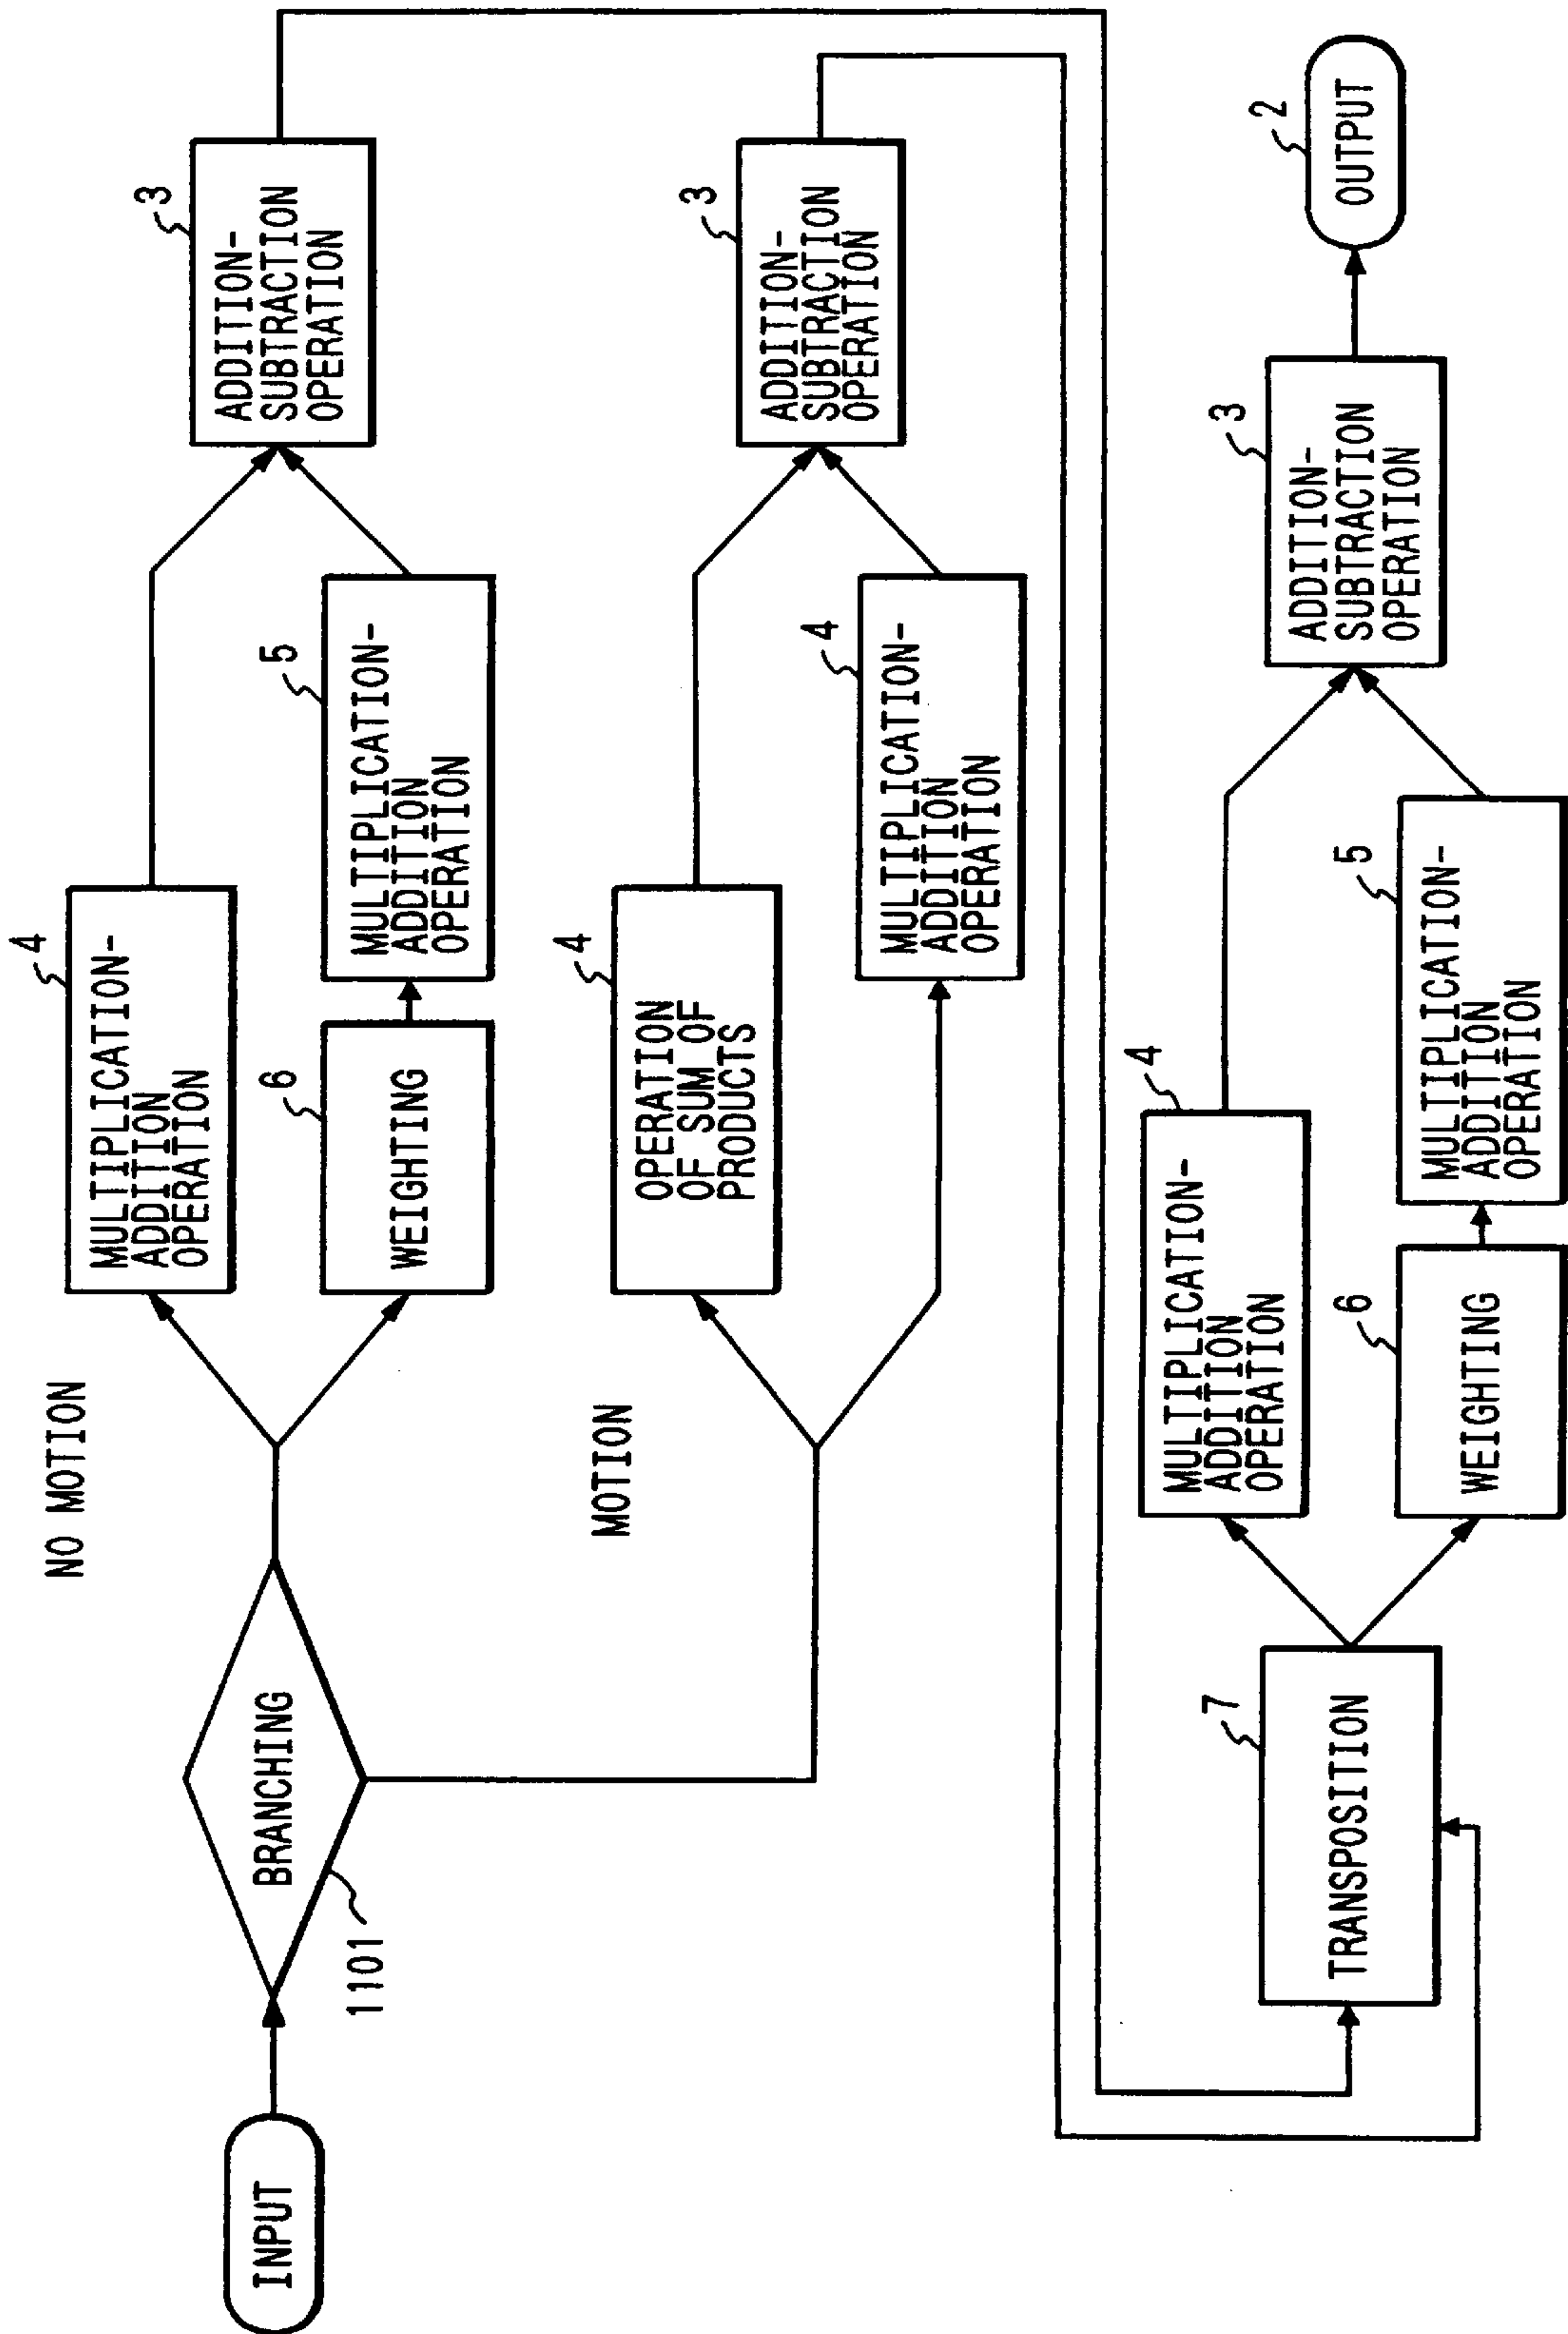 INPUT
BRANCHING
1101
NO MOTION
4
MULTIPLICATION-
ADDITION
OPERATION
6
WEIGHTING
5
MULTIPLICATION-
ADDITION
OPERATION
3
ADDITION-
SUBTRACTION
OPERATION
MOTION
4
OPERATION
OF SUM OF
PRODUCTS
4
MULTIPLICATION-
ADDITION
OPERATION
3
ADDITION-
SUBTRACTION
OPERATION
7
TRANSPOSITION
4
MULTIPLICATION-
ADDITION
OPERATION
6
WEIGHTING
5
MULTIPLICATION-
ADDITION
OPERATION
3
ADDITION-
SUBTRACTION
OPERATION
2
OUTPUT